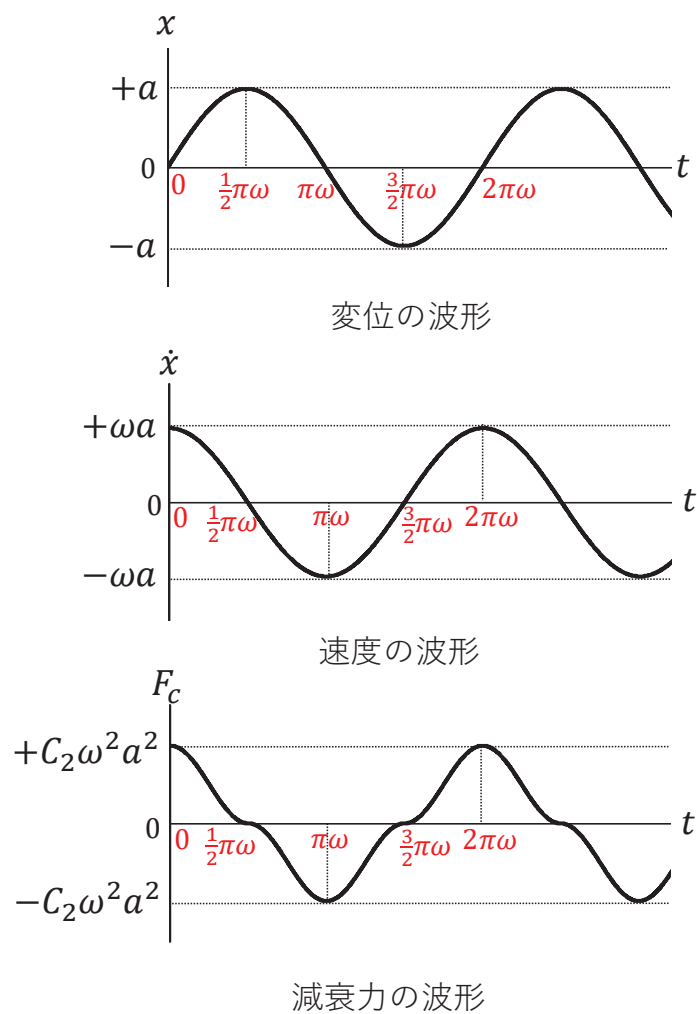 x
+a
0 t
0 ½πω πω 3/2πω 2πω
−a
変位の波形
ẋ
+ωa
0 t
0 ½πω πω 3/2πω 2πω
−ωa
速度の波形
F_c
+C₂ω²a²
0 t
0 ½πω πω 3/2πω 2πω
−C₂ω²a²
減衰力の波形